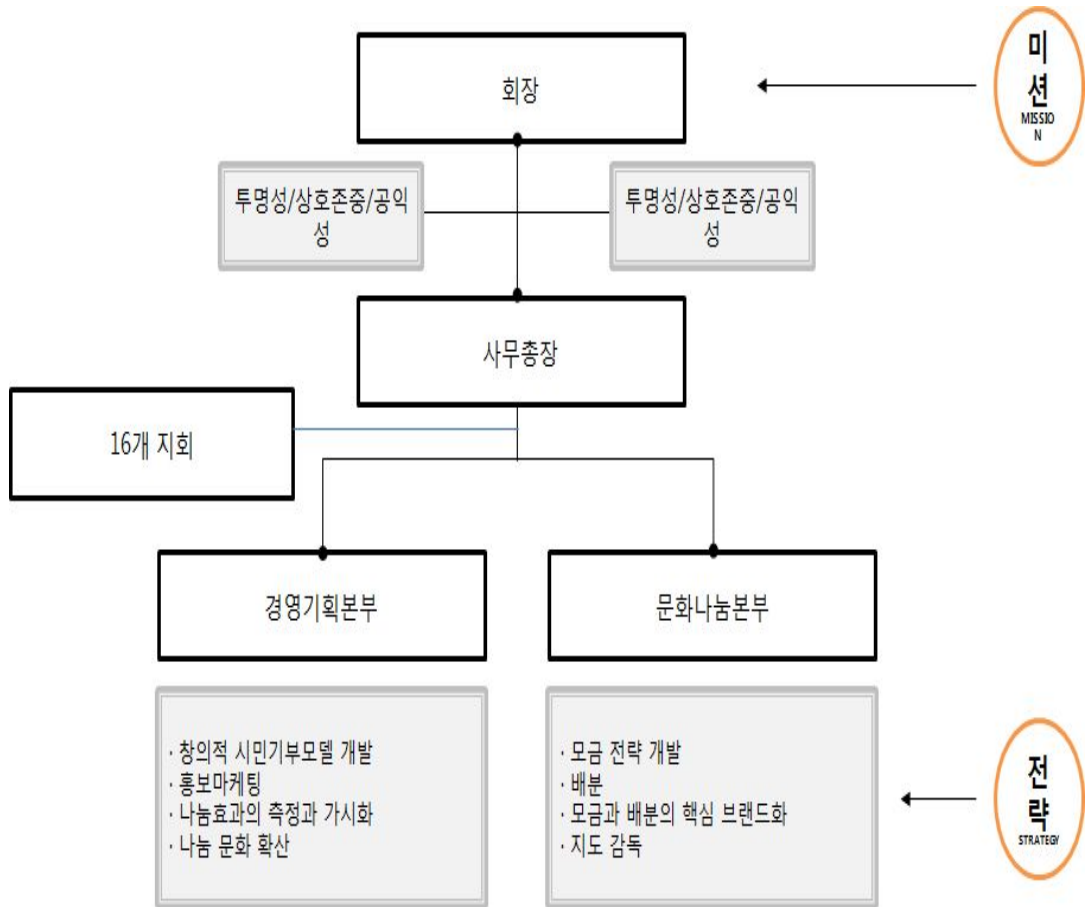 회장
미
션
MISSIO
N
투명성/상호존중/공익
성
투명성/상호존중/공익
성
사무총장
16개 지회
경영기획본부
문화나눔본부
· 창의적 시민기부모델 개발
· 홍보마케팅
· 나눔효과의 측정과 가시화
· 나눔 문화 확산
· 모금 전략 개발
· 배분
· 모금과 배분의 핵심 브랜드화
· 지도 감독
전
략
STRATEGY